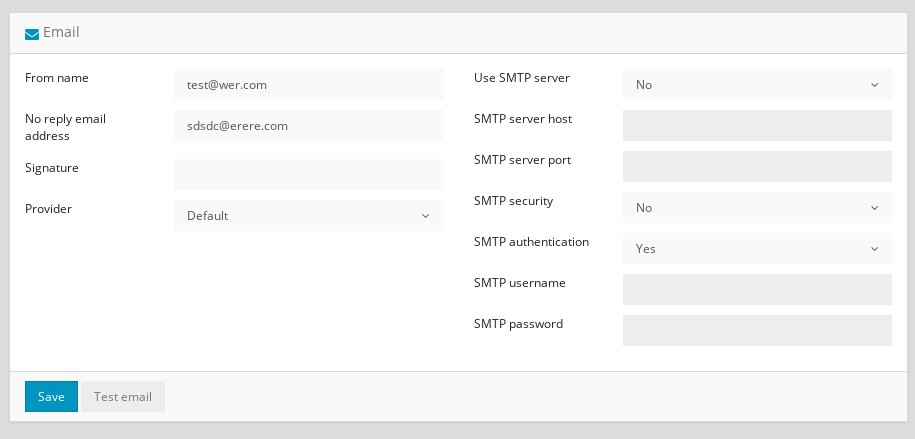 Email
From name
test@wer.com
No reply email
address
sdsdc@erere.com
Signature
Provider
Default
Use SMTP server
No
SMTP server host
SMTP server port
SMTP security
No
SMTP authentication
Yes
SMTP username
SMTP password
Save
Test email